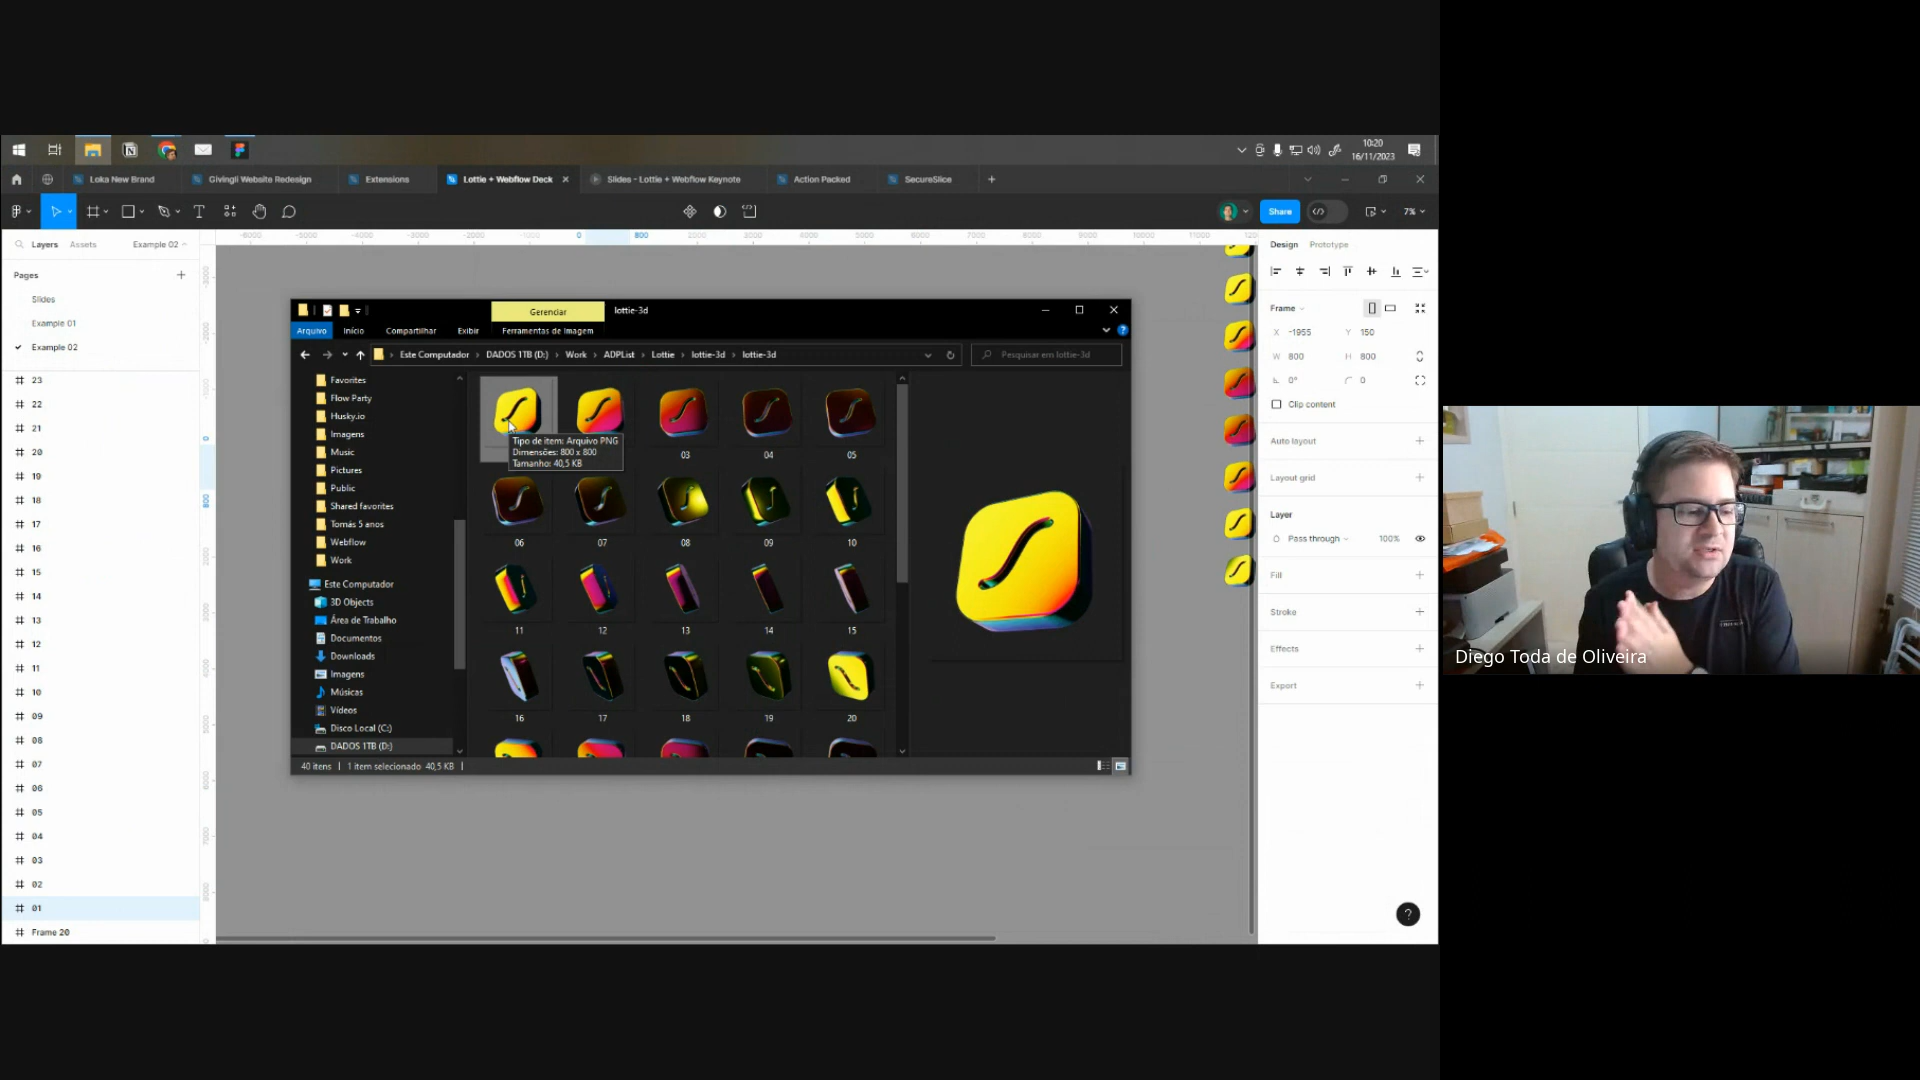 10:20
16/11/2023
Loka New Brand
Givingli Website Redesign
Extensions
Lottie + Webflow Deck
Slides - Lottie + Webflow Keynote
Action Packed
SecureSlice
Share
7%
Layers
Assets
Example 02
Pages
Slides
Example 01
Example 02
23
22
21
20
19
18
17
16
15
14
13
12
11
10
09
08
07
06
05
04
03
02
01
Frame 20
0
800
0
800
Gerenciar
lottie-3d
Arquivo
Início
Compartilhar
Exibir
Ferramentas de Imagem
Este Computador
DADOS 1TB (D:)
Work
ADPList
Lottie
lottie-3d
lottie-3d
Pesquisar em lottie-3d
Favorites
Flow Party
Husky.io
Imagens
Music
Pictures
Public
Shared favorites
Tomás 5 anos
Webflow
Work
Este Computador
3D Objects
Área de Trabalho
Documentos
Downloads
Imagens
Músicas
Vídeos
Disco Local (C:)
DADOS 1TB (D:)
Tipo de item: Arquivo PNG
Dimensões: 800 x 800
Tamanho: 40,5 KB
03
04
05
06
07
08
09
10
11
12
13
14
15
16
17
18
19
20
40 itens
1 item selecionado 40,5 KB
Design
Prototype
Frame
X -1955
Y 150
W 800
H 800
0°
0
Clip content
Auto layout
Layout grid
Layer
Pass through
100%
Fill
Stroke
Effects
Export
?
Diego Toda de Oliveira